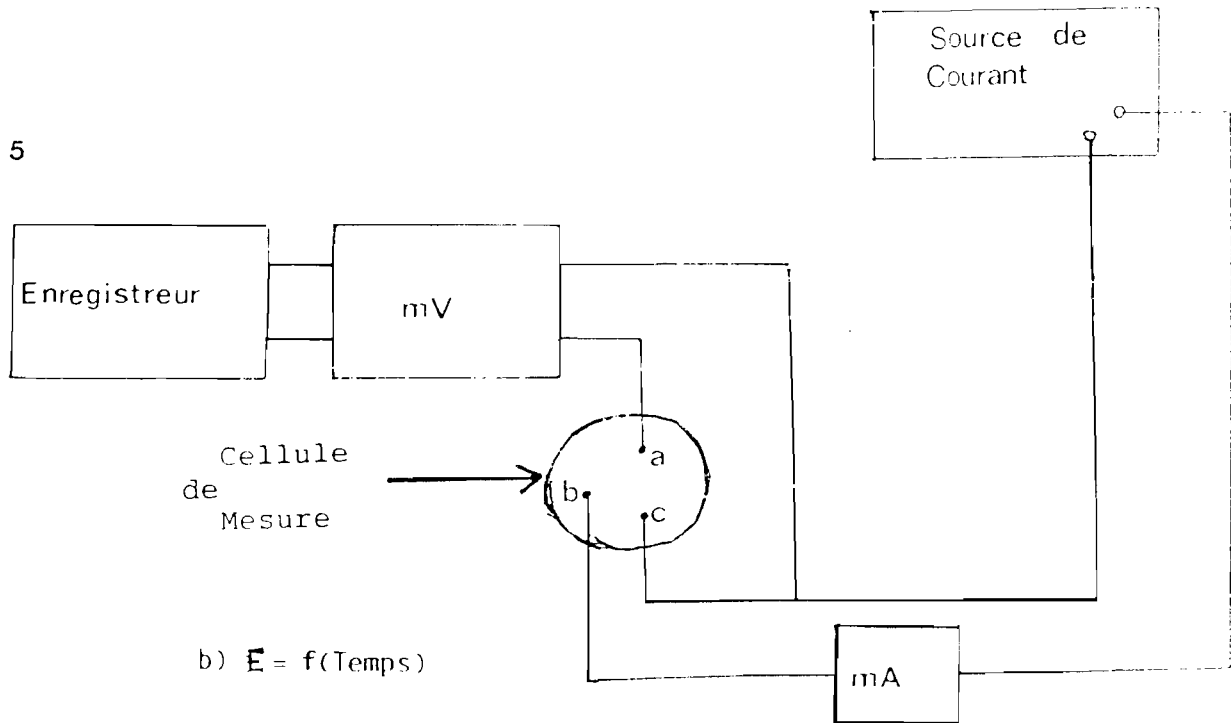 Source de
Courant
5
Enregistreur
mV
Cellule
de
Mesure
a
b
c
b) E = f(Temps)
mA